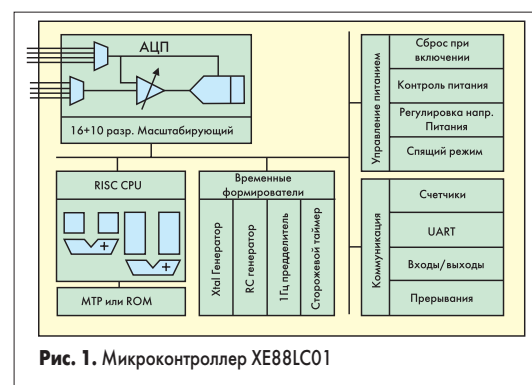 АЦП
16+10 разр. Масштабирующий
RISC CPU
+
+
MTP или ROM
Временные
формирователи
Xtal Генератор
RC генератор
1Гц предделитель
Сторожевой таймер
Управление питанием
Сброс при
включении
Контроль питания
Регулировка напр.
Питания
Спящий режим
Коммуникация
Счетчики
UART
Входы/выходы
Прерывания
Рис. 1. Микроконтроллер XE88LC01